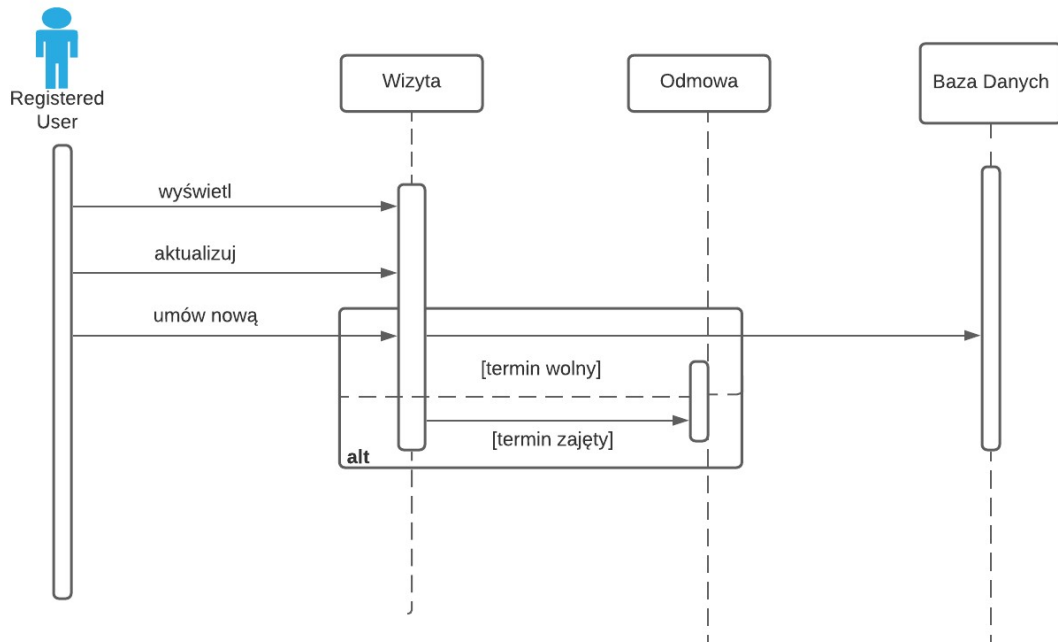 Registered
User
Wizyta
Odmowa
Baza Danych
wyświetl
aktualizuj
umów nową
[termin wolny]
[termin zajęty]
alt